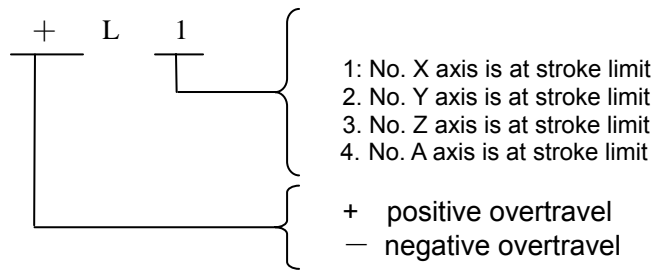 + L 1
1: No. X axis is at stroke limit
2. No. Y axis is at stroke limit
3. No. Z axis is at stroke limit
4. No. A axis is at stroke limit
+ positive overtravel
— negative overtravel